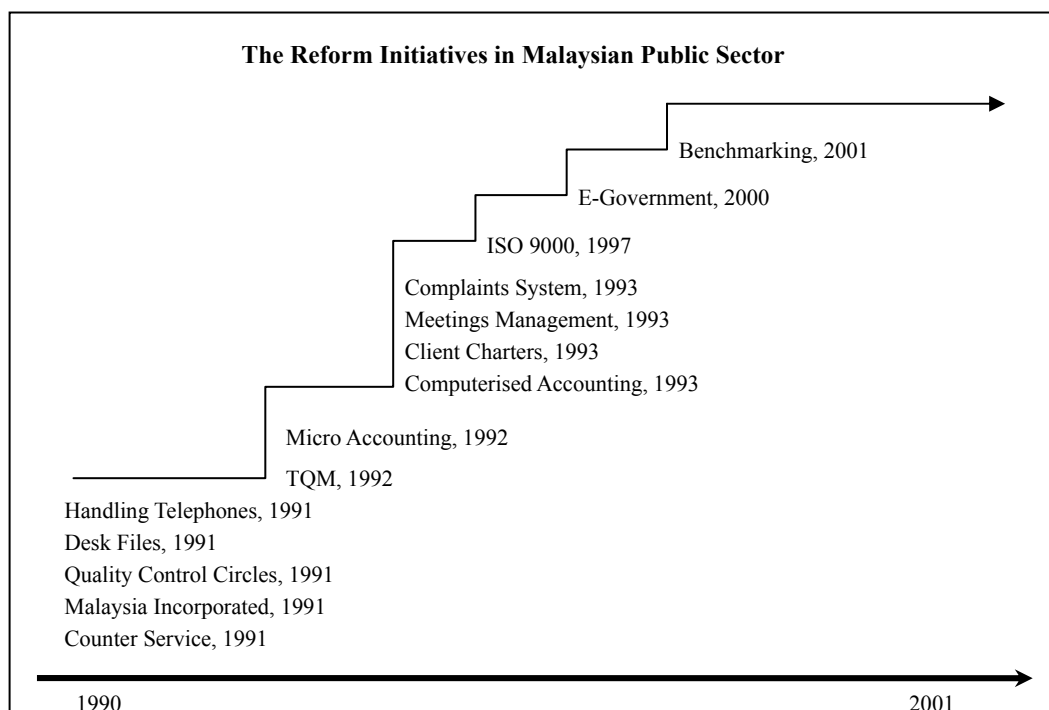 The Reform Initiatives in Malaysian Public Sector
Benchmarking, 2001
E-Government, 2000
ISO 9000, 1997
Complaints System, 1993
Meetings Management, 1993
Client Charters, 1993
Computerised Accounting, 1993
Micro Accounting, 1992
TQM, 1992
Handling Telephones, 1991
Desk Files, 1991
Quality Control Circles, 1991
Malaysia Incorporated, 1991
Counter Service, 1991
1990 2001